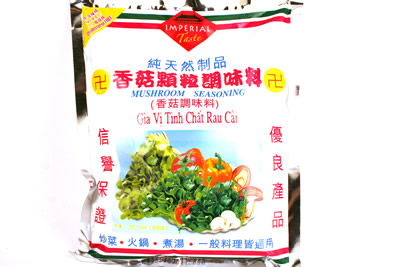 IMPERIAL
Taste
純天然制品
卍 香菇顆粒調味料 卍
MUSHROOM SEASONING
(香菇調味料)
Gia Vị Tinh Chất Rau Cải
信譽保證
優良產品
炒菜・火鍋・煮湯・一般料理皆適用